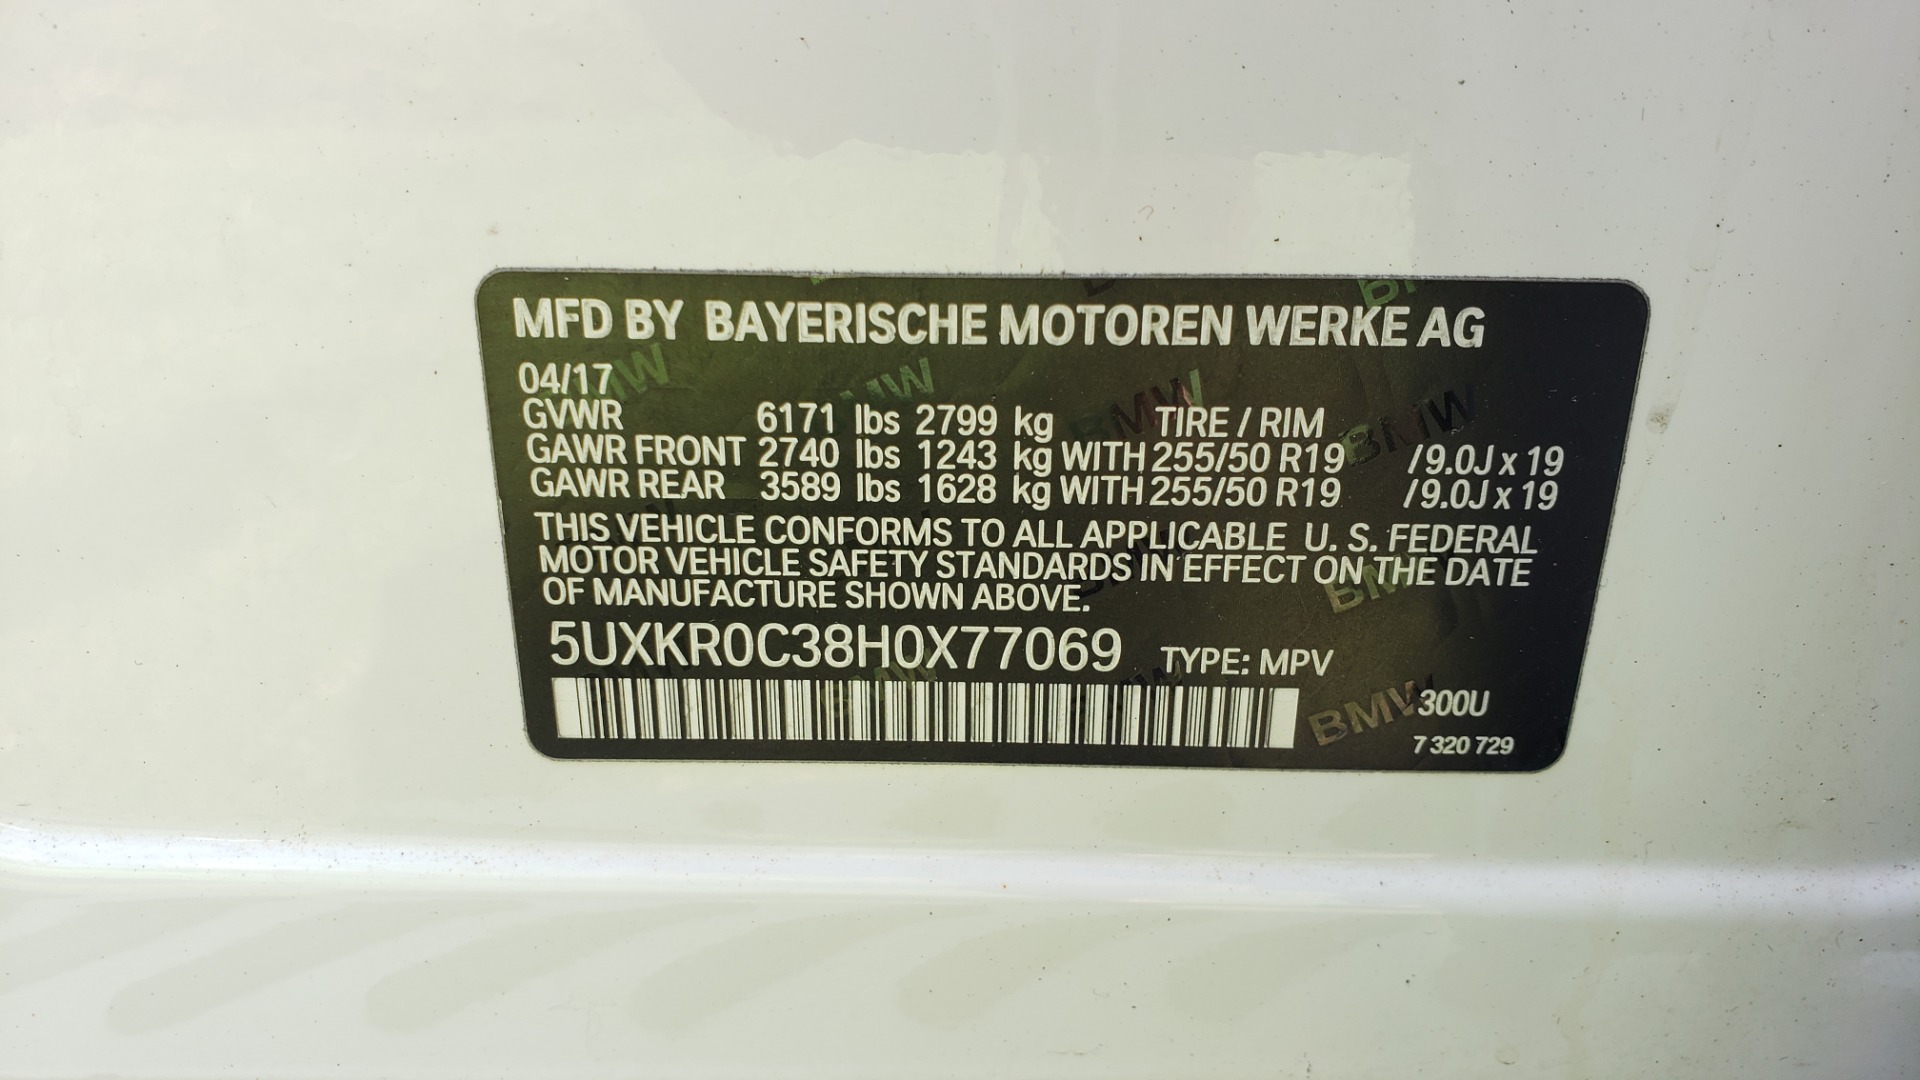 MFD BY BAYERISCHE MOTOREN WERKE AG
04/17
GVWR 6171 lbs 2799 kg TIRE / RIM
GAWR FRONT 2740 lbs 1243 kg WITH 255/50 R19 /9.0J x 19
GAWR REAR 3589 lbs 1628 kg WITH 255/50 R19 /9.0J x 19
THIS VEHICLE CONFORMS TO ALL APPLICABLE U. S. FEDERAL
MOTOR VEHICLE SAFETY STANDARDS IN EFFECT ON THE DATE
OF MANUFACTURE SHOWN ABOVE.
5UXKR0C38H0X77069 TYPE: MPV
BMW 300U
7 320 729